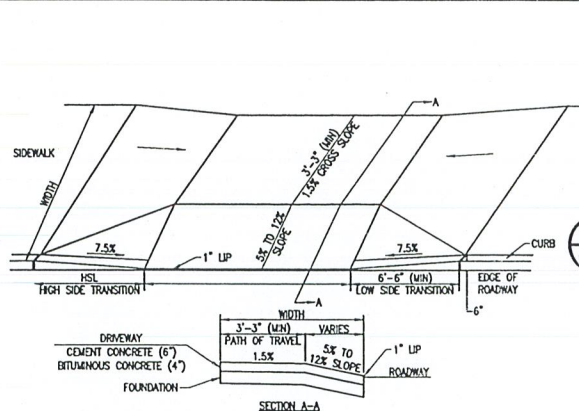 A
SIDEWALK
WIDTH
3'-3" (MIN)
1.5% CROSS SLOPE
5% TO 12%
SLOPE
7.5%
1" LIP
7.5%
CURB
HSL
HIGH SIDE TRANSITION
A
6'-6" (MIN)
LOW SIDE TRANSITION
EDGE OF
ROADWAY
6"
WIDTH
3'-3" (MIN)
PATH OF TRAVEL
VARIES
DRIVEWAY
CEMENT CONCRETE (6")
BITUMINOUS CONCRETE (4")
1.5%
5% TO
12% SLOPE
1" LIP
ROADWAY
FOUNDATION
SECTION A-A